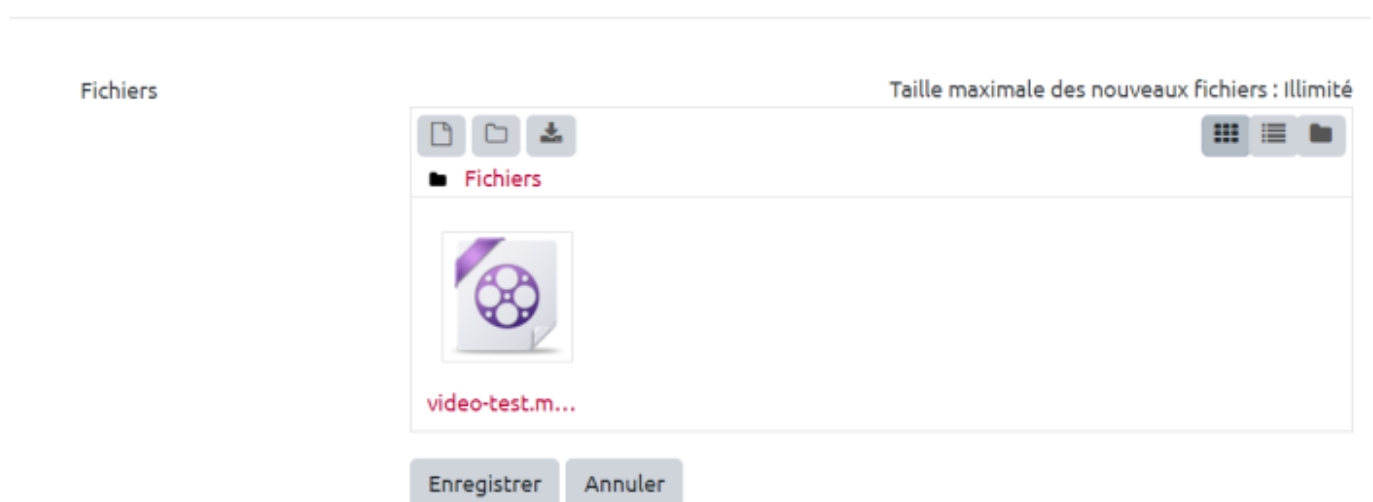 Fichiers
Taille maximale des nouveaux fichiers : Illimité
Fichiers
video-test.m...
Enregistrer
Annuler